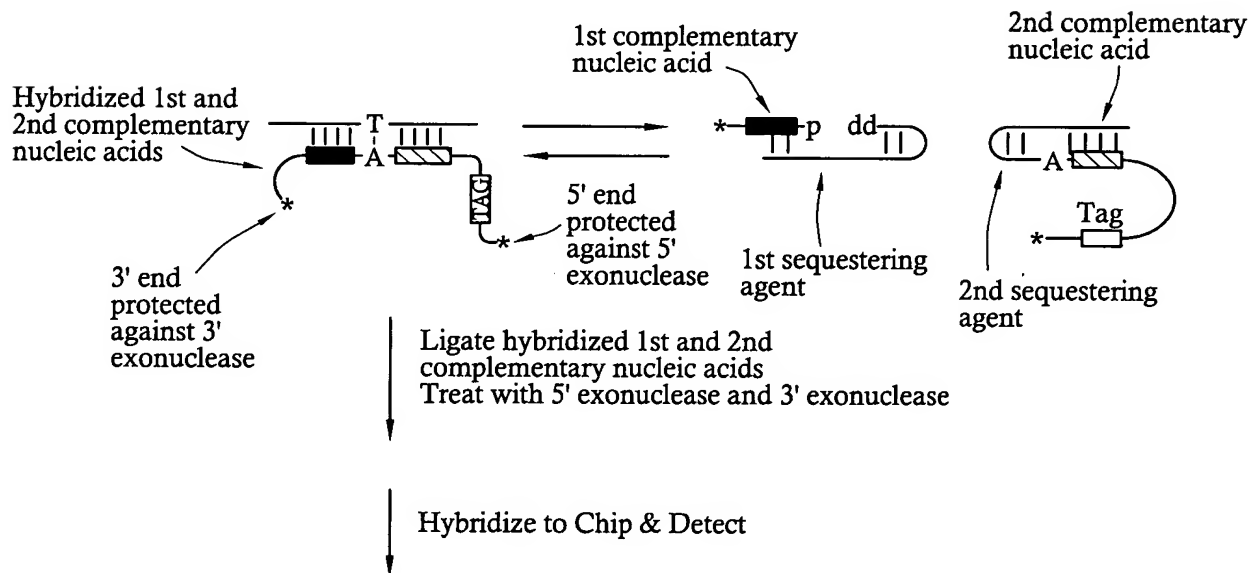 1st complementary
nucleic acid
2nd complementary
nucleic acid
Hybridized 1st and
2nd complementary
nucleic acids
T
A
TAG
*
*
* p dd
A
Tag
*
3' end
protected
against 3'
exonuclease
5' end
protected
against 5'
exonuclease
1st sequestering
agent
2nd sequestering
agent
Ligate hybridized 1st and 2nd
complementary nucleic acids
Treat with 5' exonuclease and 3' exonuclease
Hybridize to Chip & Detect